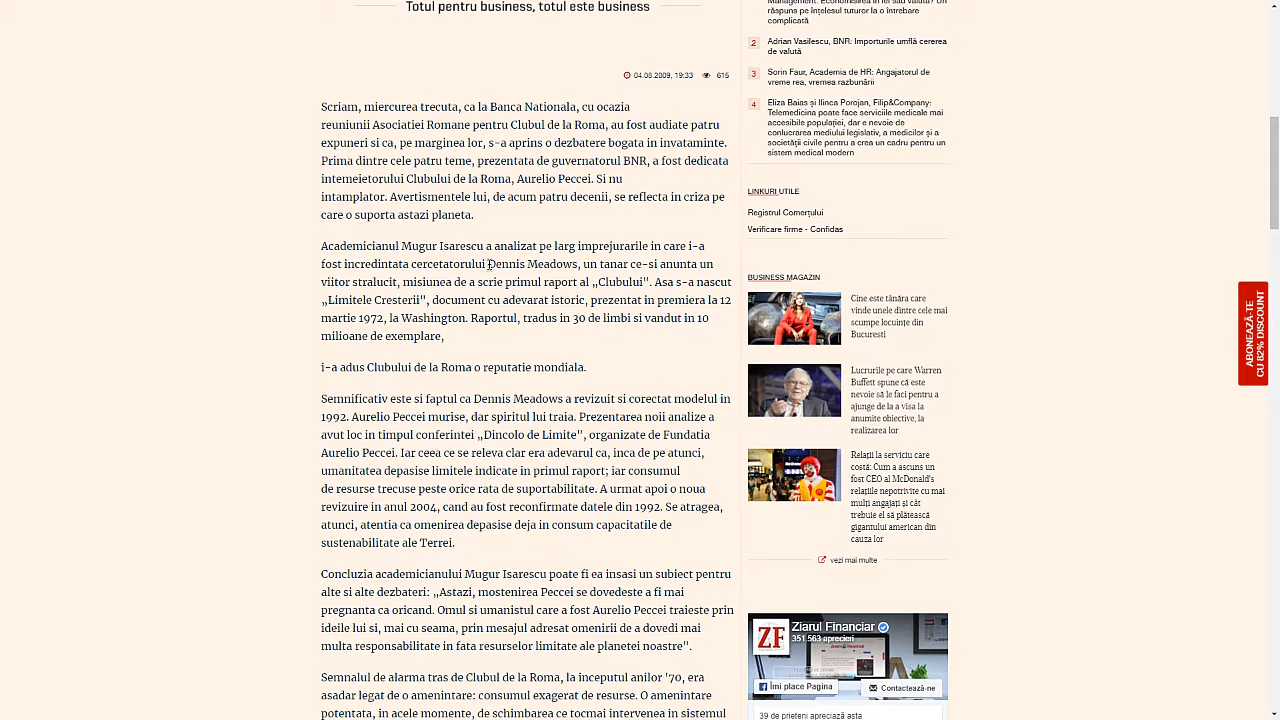 Totul pentru business, totul este business
04.08.2009, 19:33 615
Scriam, miercurea trecuta, ca la Banca Nationala, cu ocazia
reuniunii Asociatiei Romane pentru Clubul de la Roma, au fost audiate patru
expuneri si ca, pe marginea lor, s-a aprins o dezbatere bogata in invataminte.
Prima dintre cele patru teme, prezentata de guvernatorul BNR, a fost dedicata
intemeietorului Clubului de la Roma, Aurelio Peccei. Si nu
intamplator. Avertismentele lui, de acum patru decenii, se reflecta in criza pe
care o suporta astazi planeta.
Academicianul Mugur Isarescu a analizat pe larg imprejurarile in care i-a
fost incredintata cercetatorului Dennis Meadows, un tanar ce-si anunta un
viitor stralucit, misiunea de a scrie primul raport al „Clubului". Asa s-a nascut
„Limitele Cresterii", document cu adevarat istoric, prezentat in premiera la 12
martie 1972, la Washington. Raportul, tradus in 30 de limbi si vandut in 10
milioane de exemplare,
i-a adus Clubului de la Roma o reputatie mondiala.
Semnificativ este si faptul ca Dennis Meadows a revizuit si corectat modelul in
1992. Aurelio Peccei murise, dar spiritul lui traia. Prezentarea noii analize a
avut loc in timpul conferintei „Dincolo de Limite", organizate de Fundatia
Aurelio Peccei. Iar ceea ce se releva clar era adevarul ca, inca de pe atunci,
umanitatea depasise limitele indicate in primul raport; iar consumul
de resurse trecuse peste orice rata de suportabilitate. A urmat apoi o noua
revizuire in anul 2004, cand au fost reconfirmate datele din 1992. Se atragea,
atunci, atentia ca omenirea depasise deja in consum capacitatile de
sustenabilitate ale Terrei.
Concluzia academicianului Mugur Isarescu poate fi ea insasi un subiect pentru
alte si alte dezbateri: „Astazi, mostenirea Peccei se dovedeste a fi mai
pregnanta ca oricand. Omul si umanistul care a fost Aurelio Peccei traieste prin
ideile lui si, mai cu seama, prin mesajul adresat omenirii de a dovedi mai
multa responsabilitate in fata resurselor limitare ale planetei noastre".
Semnalul de alarma tras de Clubul de la Roma, la inceputul anilor '70, era
asadar legat de o amenintare: consumul exagerat de resurse. O amenintare
potentata, in acele momente, de schimbarea ce tocmai intervenea in sistemul
Management: Economisirea în lei sau valută? Un
răspuns pe înţelesul tuturor la o întrebare
complicată
2 Adrian Vasilescu, BNR: Importurile umflă cererea
de valută
3 Sorin Faur, Academia de HR: Angajatorul de
vreme rea, vremea razbunării
4 Eliza Baias şi Ilinca Porojan, Filip&Company:
Telemedicina poate face serviciile medicale mai
accesibile populaţiei, dar e nevoie de
conlucrarea mediului legislativ, a medicilor şi a
societăţii civile pentru a crea un cadru pentru un
sistem medical modern
LINKURI UTILE
Registrul Comerţului
Verificare firme - Confidas
BUSINESS MAGAZIN
Cine este tânăra care
vinde unele dintre cele mai
scumpe locuinţe din
Bucuresti
Lucrurile pe care Warren
Buffett spune că este
nevoie să le faci pentru a
ajunge de la a visa la
anumite obiective, la
realizarea lor
Relaţii la serviciu care
costă: Cum a ascuns un
fost CEO al McDonald's
relaţiile nepotrivite cu mai
mulţi angajaţi şi cât
trebuie el să plătească
gigantului american din
cauza lor
vezi mai multe
ZF Ziarul Financiar
351.563 aprecieri
Îmi place Pagina Contactează-ne
39 de prieteni apreciază asta
ABONEAZĂ-TE
CU 82% DISCOUNT